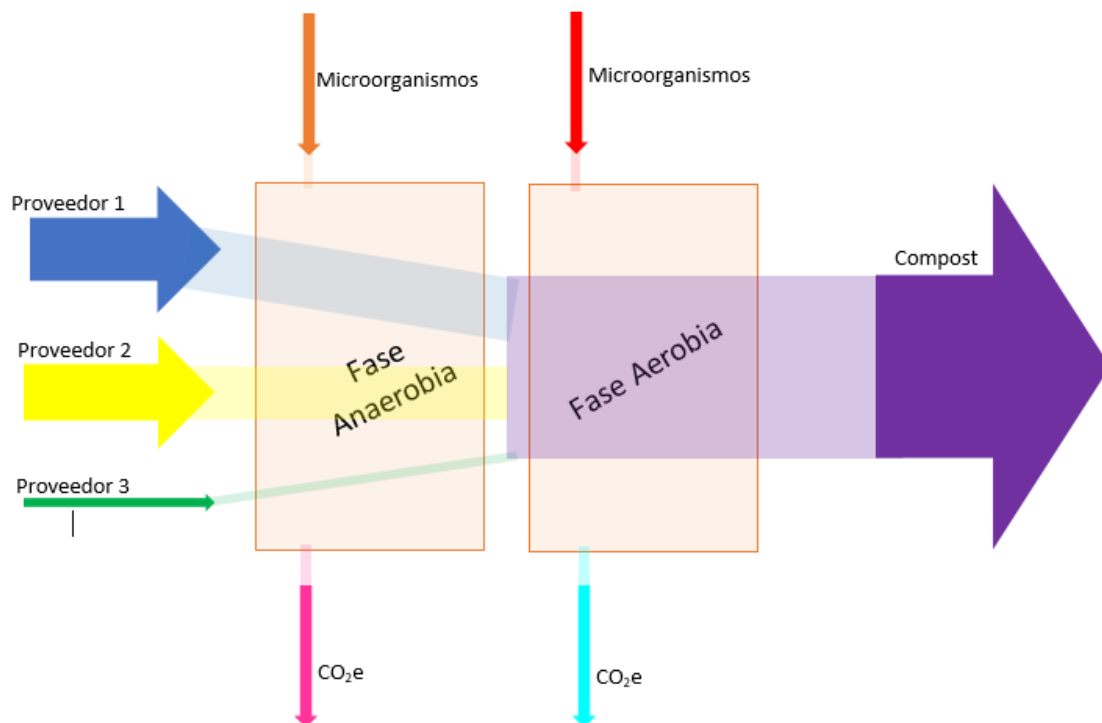 Microorganismos
Microorganismos
Proveedor 1
Compost
Proveedor 2
Fase
Anaerobia
Fase Aerobia
Proveedor 3
CO₂e
CO₂e